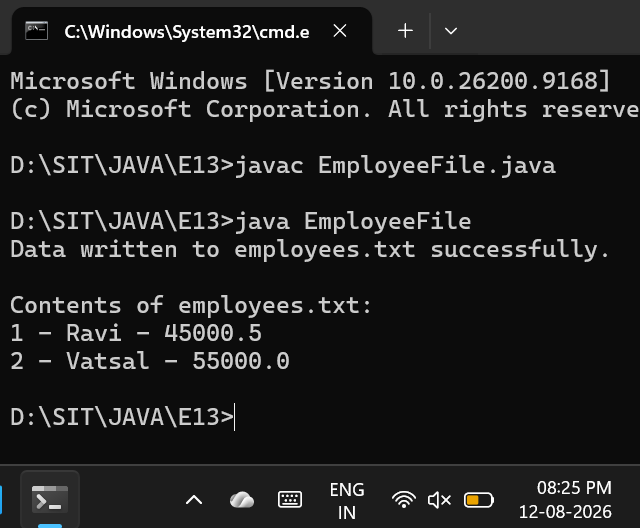 C:\Windows\System32\cmd.e
Microsoft Windows [Version 10.0.26200.9168]
(c) Microsoft Corporation. All rights reserve
D:\SIT\JAVA\E13>javac EmployeeFile.java
D:\SIT\JAVA\E13>java EmployeeFile
Data written to employees.txt successfully.
Contents of employees.txt:
1 - Ravi - 45000.5
2 - Vatsal - 55000.0
D:\SIT\JAVA\E13>
ENG
IN
08:25 PM
12-08-2026